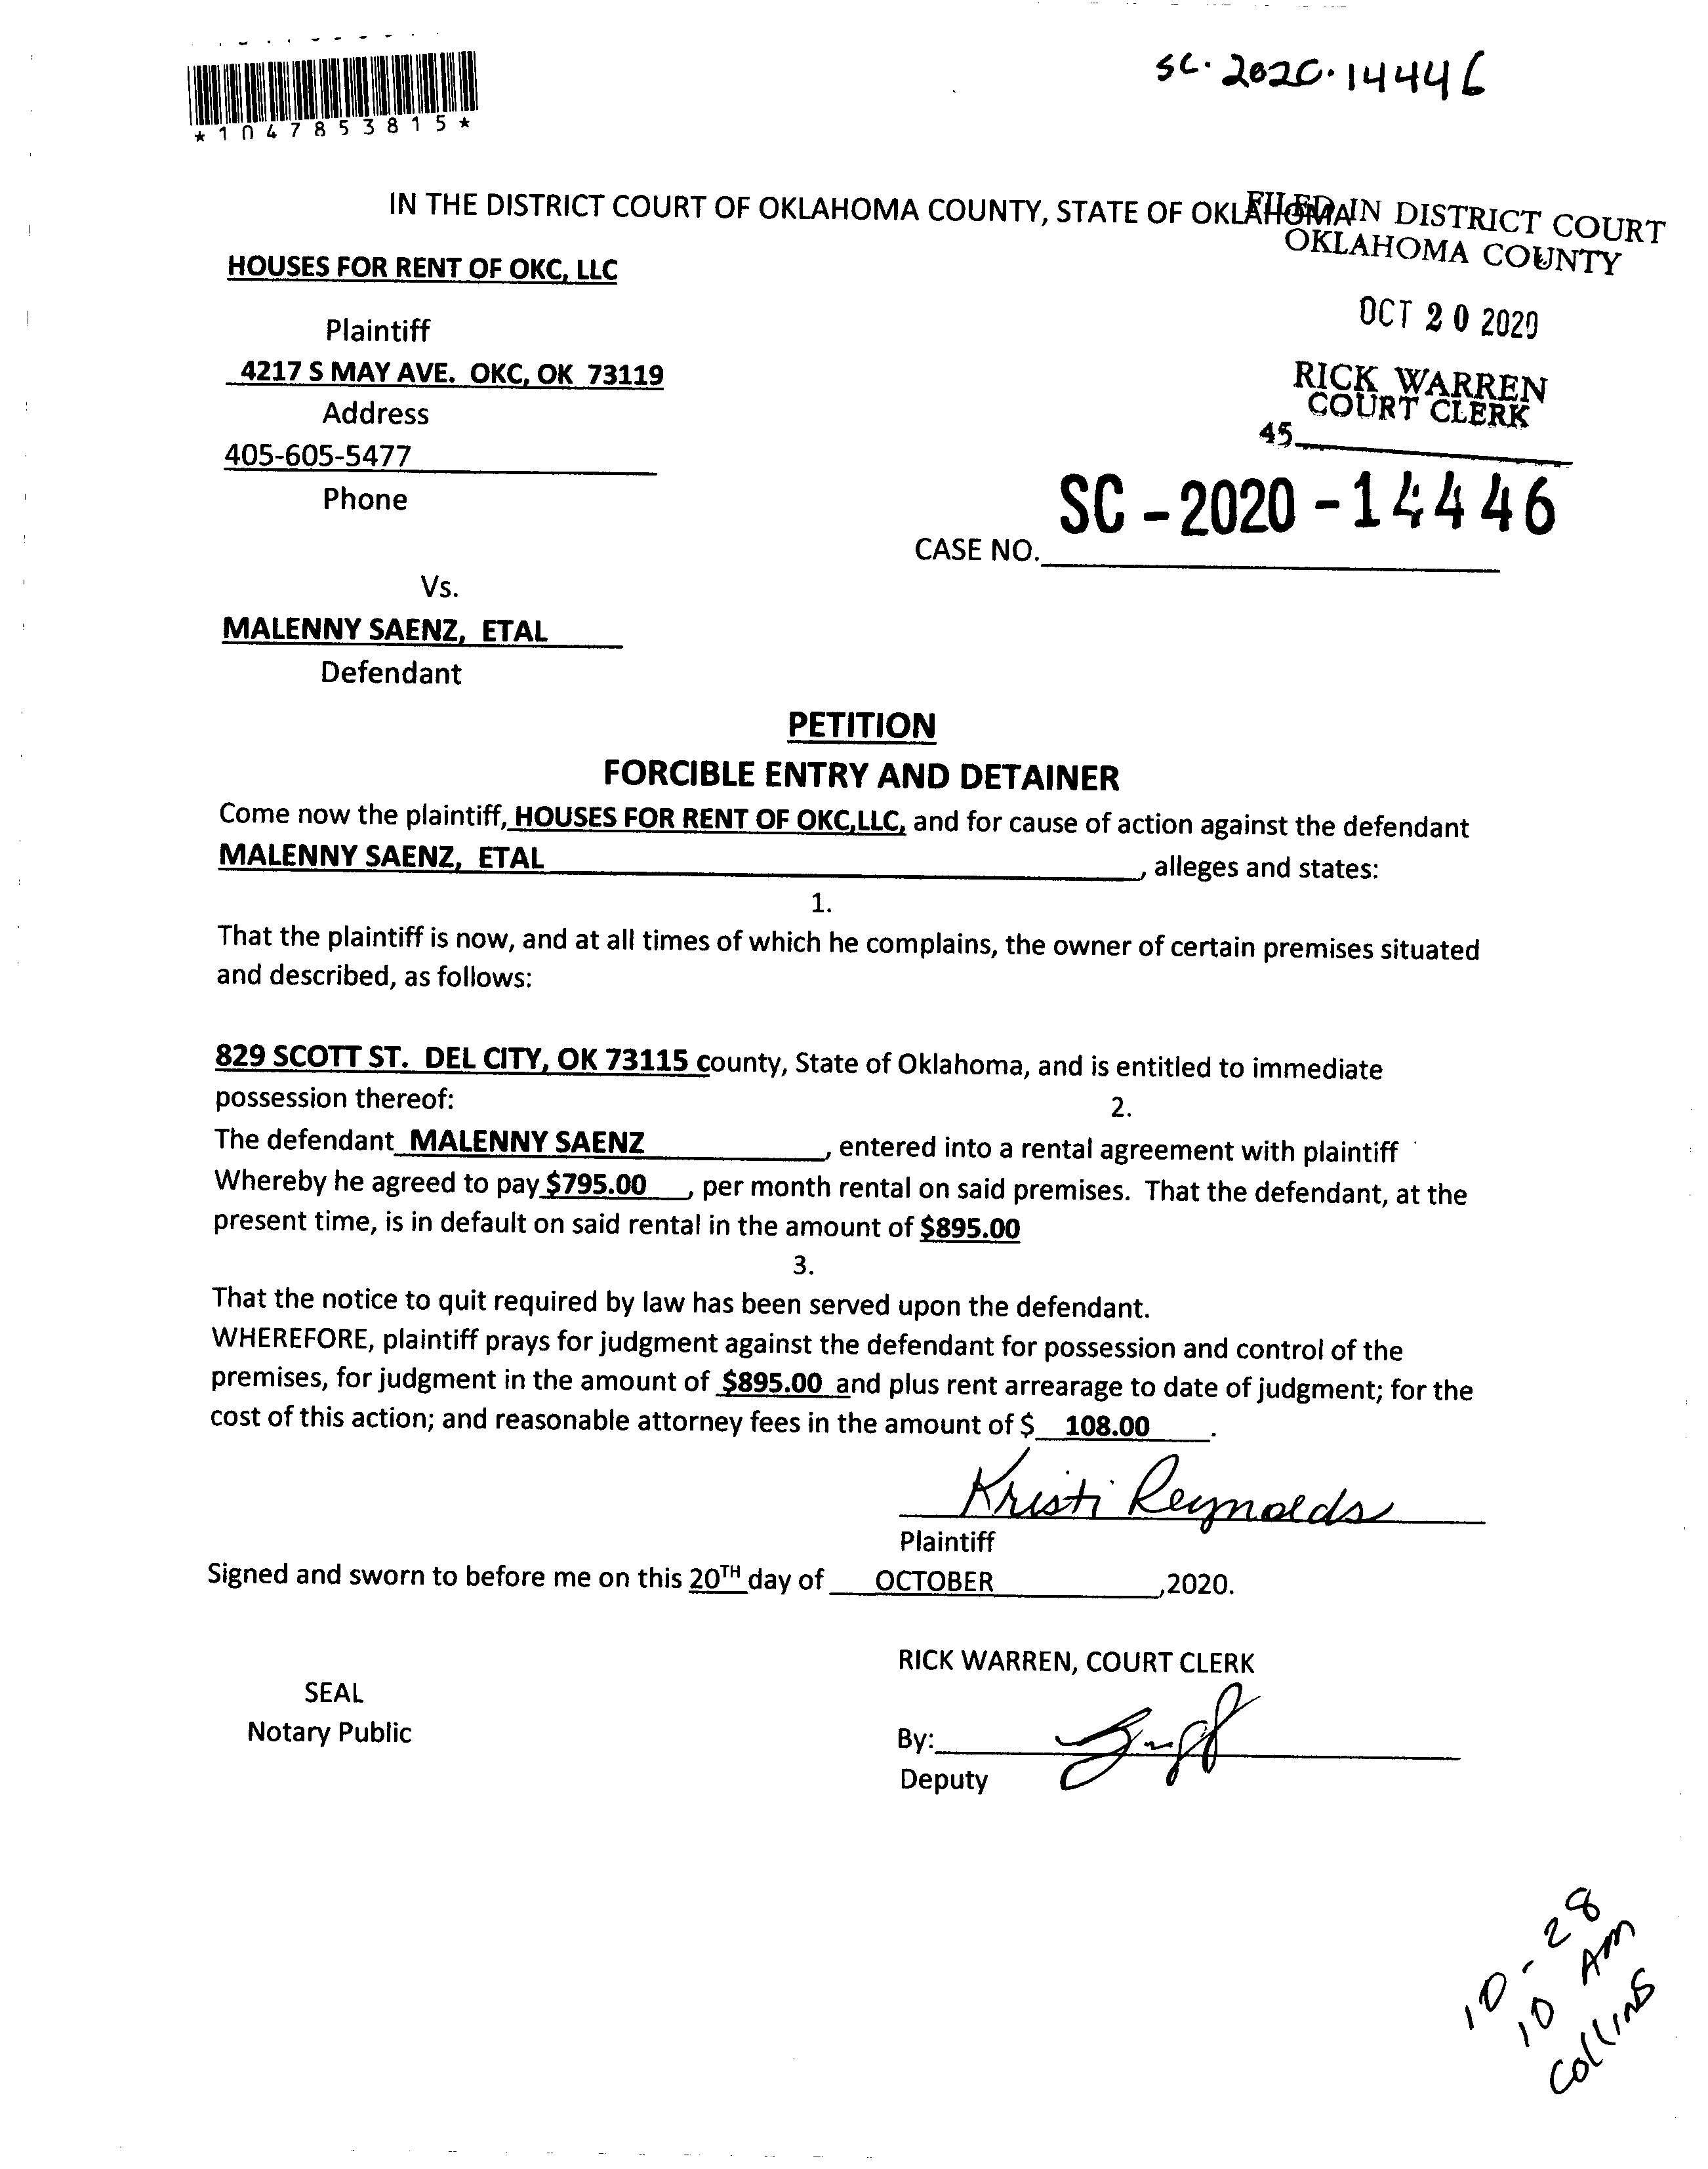 SC. 2020. 14446
*1047853815*
IN THE DISTRICT COURT OF OKLAHOMA COUNTY, STATE OF OKLAHOMA
FILED IN DISTRICT COURT
OKLAHOMA COUNTY
HOUSES FOR RENT OF OKC, LLC
OCT 20 2020
Plaintiff
4217 S MAY AVE. OKC, OK 73119
RICK WARREN
COURT CLERK
Address
45
405-605-5477
Phone
SC - 2020 - 14446
CASE NO.
Vs.
MALENNY SAENZ, ETAL
Defendant
PETITION
FORCIBLE ENTRY AND DETAINER
Come now the plaintiff, HOUSES FOR RENT OF OKC,LLC, and for cause of action against the defendant
MALENNY SAENZ, ETAL , alleges and states:
1.
That the plaintiff is now, and at all times of which he complains, the owner of certain premises situated
and described, as follows:
829 SCOTT ST. DEL CITY, OK 73115 county, State of Oklahoma, and is entitled to immediate
possession thereof:
2.
The defendant MALENNY SAENZ , entered into a rental agreement with plaintiff
Whereby he agreed to pay $795.00 , per month rental on said premises. That the defendant, at the
present time, is in default on said rental in the amount of $895.00
3.
That the notice to quit required by law has been served upon the defendant.
WHEREFORE, plaintiff prays for judgment against the defendant for possession and control of the
premises, for judgment in the amount of $895.00 and plus rent arrearage to date of judgment; for the
cost of this action; and reasonable attorney fees in the amount of $ 108.00 .
Kristi Reynolds
Plaintiff
Signed and sworn to before me on this 20TH day of OCTOBER ,2020.
RICK WARREN, COURT CLERK
SEAL
Notary Public
By:
Deputy
10-28
10 AM
Collins